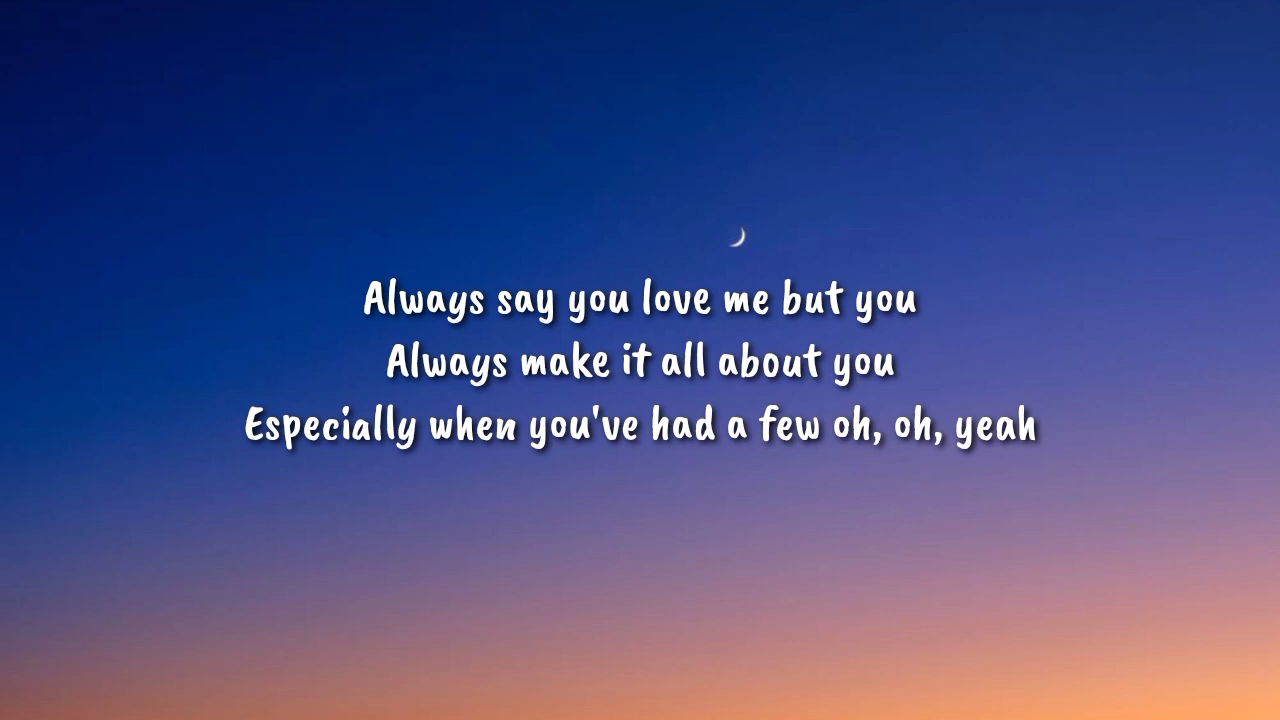 Always say you love me but you
Always make it all about you
Especially when you've had a few oh, oh, yeah